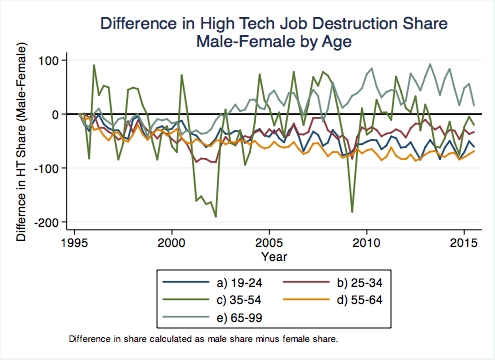 Difference in High Tech Job Destruction Share
Male-Female by Age
Diffence in HT Share (Male-Female)
100
0
-100
-200
1995
2000
2005
2010
2015
Year
a) 19-24
b) 25-34
c) 35-54
d) 55-64
e) 65-99
Difference in share calculated as male share minus female share.